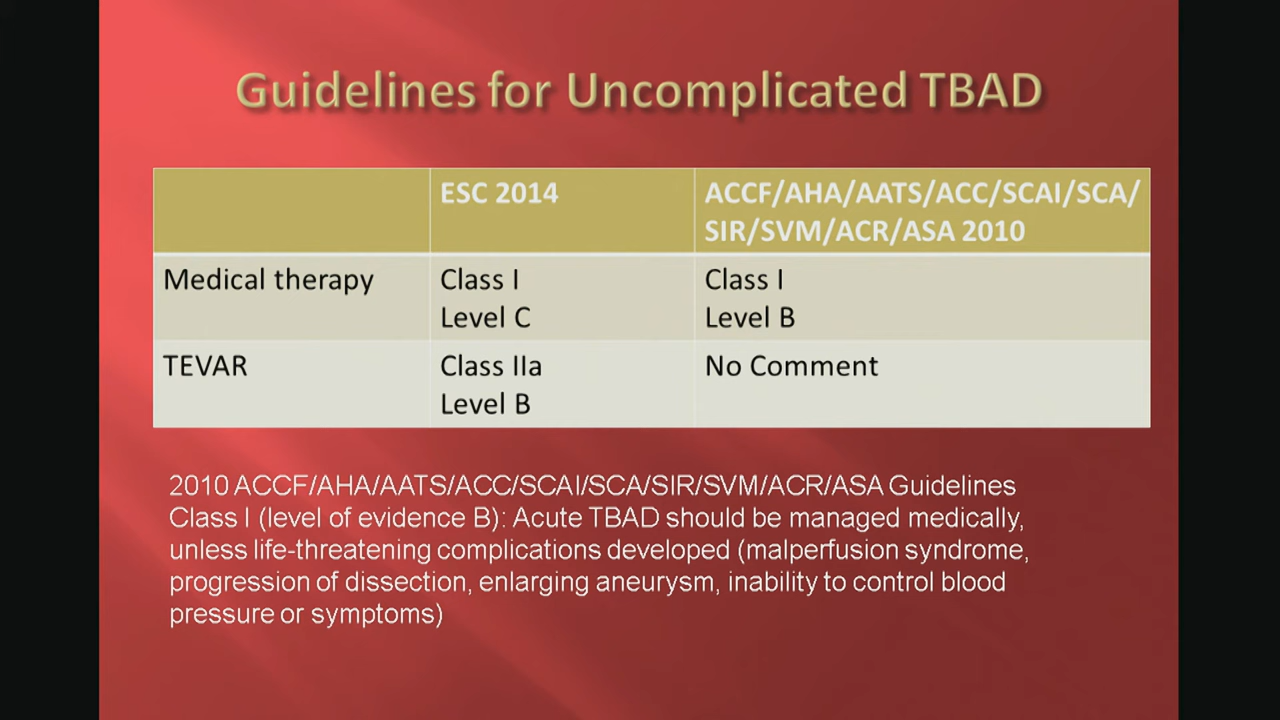 Guidelines for Uncomplicated TBAD
ESC 2014
ACCF/AHA/AATS/ACC/SCAI/SCA/
SIR/SVM/ACR/ASA 2010
Medical therapy
Class I
Level C
Class I
Level B
TEVAR
Class IIa
Level B
No Comment
2010 ACCF/AHA/AATS/ACC/SCAI/SCA/SIR/SVM/ACR/ASA Guidelines
Class I (level of evidence B): Acute TBAD should be managed medically,
unless life-threatening complications developed (malperfusion syndrome,
progression of dissection, enlarging aneurysm, inability to control blood
pressure or symptoms)